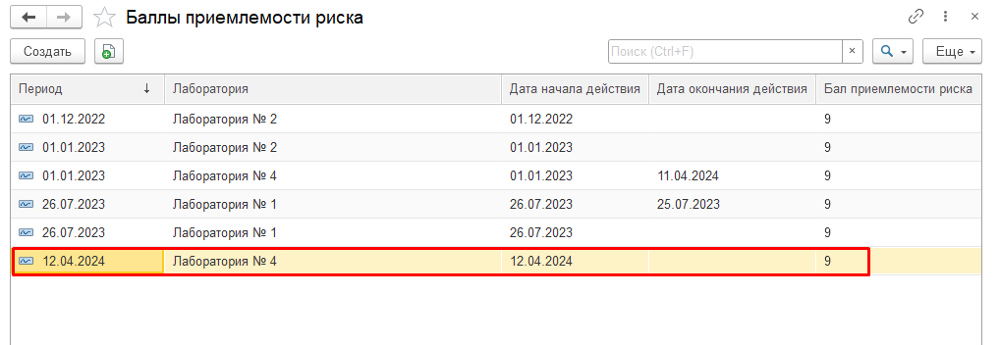 Баллы приемлемости риска
Создать Поиск (Ctrl+F) × Еще
Период ↓ Лаборатория Дата начала действия Дата окончания действия Бал приемлемости риска
01.12.2022 Лаборатория № 2 01.12.2022 9
01.01.2023 Лаборатория № 2 01.01.2023 9
01.01.2023 Лаборатория № 4 01.01.2023 11.04.2024 9
26.07.2023 Лаборатория № 1 26.07.2023 25.07.2023 9
26.07.2023 Лаборатория № 1 26.07.2023 9
12.04.2024 Лаборатория № 4 12.04.2024 9